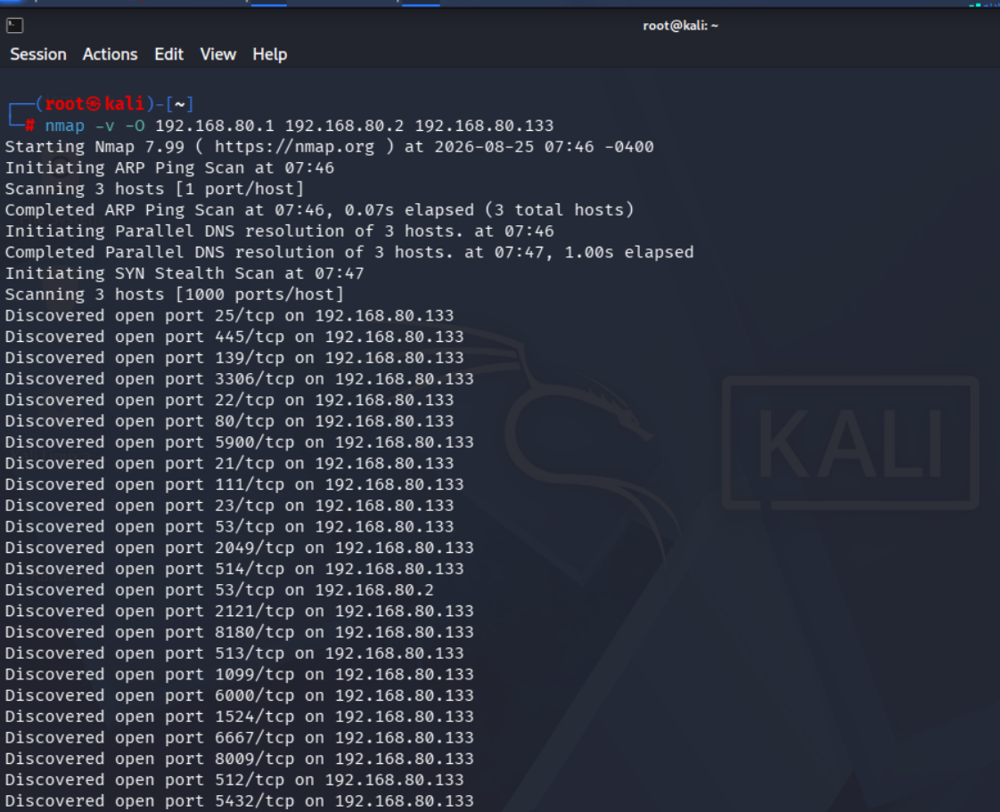 root@kali: ~
Session Actions Edit View Help
┌──(root㉿kali)-[~]
└─# nmap -v -O 192.168.80.1 192.168.80.2 192.168.80.133
Starting Nmap 7.99 ( https://nmap.org ) at 2026-08-25 07:46 -0400
Initiating ARP Ping Scan at 07:46
Scanning 3 hosts [1 port/host]
Completed ARP Ping Scan at 07:46, 0.07s elapsed (3 total hosts)
Initiating Parallel DNS resolution of 3 hosts. at 07:46
Completed Parallel DNS resolution of 3 hosts. at 07:47, 1.00s elapsed
Initiating SYN Stealth Scan at 07:47
Scanning 3 hosts [1000 ports/host]
Discovered open port 25/tcp on 192.168.80.133
Discovered open port 445/tcp on 192.168.80.133
Discovered open port 139/tcp on 192.168.80.133
Discovered open port 3306/tcp on 192.168.80.133
Discovered open port 22/tcp on 192.168.80.133
Discovered open port 80/tcp on 192.168.80.133
Discovered open port 5900/tcp on 192.168.80.133
Discovered open port 21/tcp on 192.168.80.133
Discovered open port 111/tcp on 192.168.80.133
Discovered open port 23/tcp on 192.168.80.133
Discovered open port 53/tcp on 192.168.80.133
Discovered open port 2049/tcp on 192.168.80.133
Discovered open port 514/tcp on 192.168.80.133
Discovered open port 53/tcp on 192.168.80.2
Discovered open port 2121/tcp on 192.168.80.133
Discovered open port 8180/tcp on 192.168.80.133
Discovered open port 513/tcp on 192.168.80.133
Discovered open port 1099/tcp on 192.168.80.133
Discovered open port 6000/tcp on 192.168.80.133
Discovered open port 1524/tcp on 192.168.80.133
Discovered open port 6667/tcp on 192.168.80.133
Discovered open port 8009/tcp on 192.168.80.133
Discovered open port 512/tcp on 192.168.80.133
Discovered open port 5432/tcp on 192.168.80.133
KALI